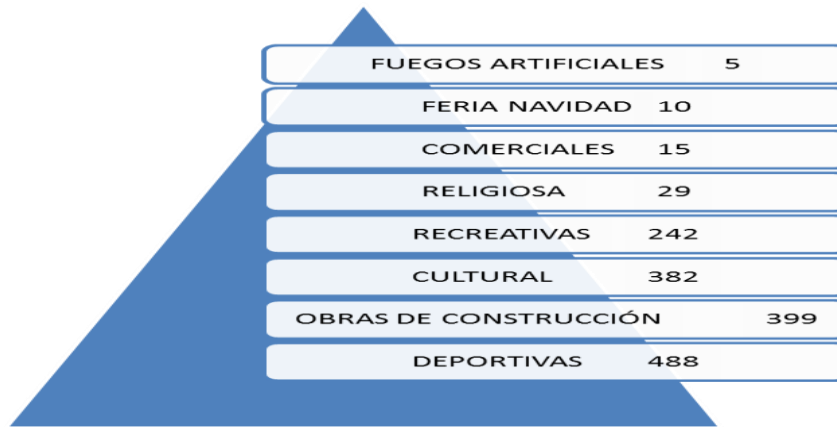 FUEGOS ARTIFICIALES 5
FERIA NAVIDAD 10
COMERCIALES 15
RELIGIOSA 29
RECREATIVAS 242
CULTURAL 382
OBRAS DE CONSTRUCCIÓN 399
DEPORTIVAS 488